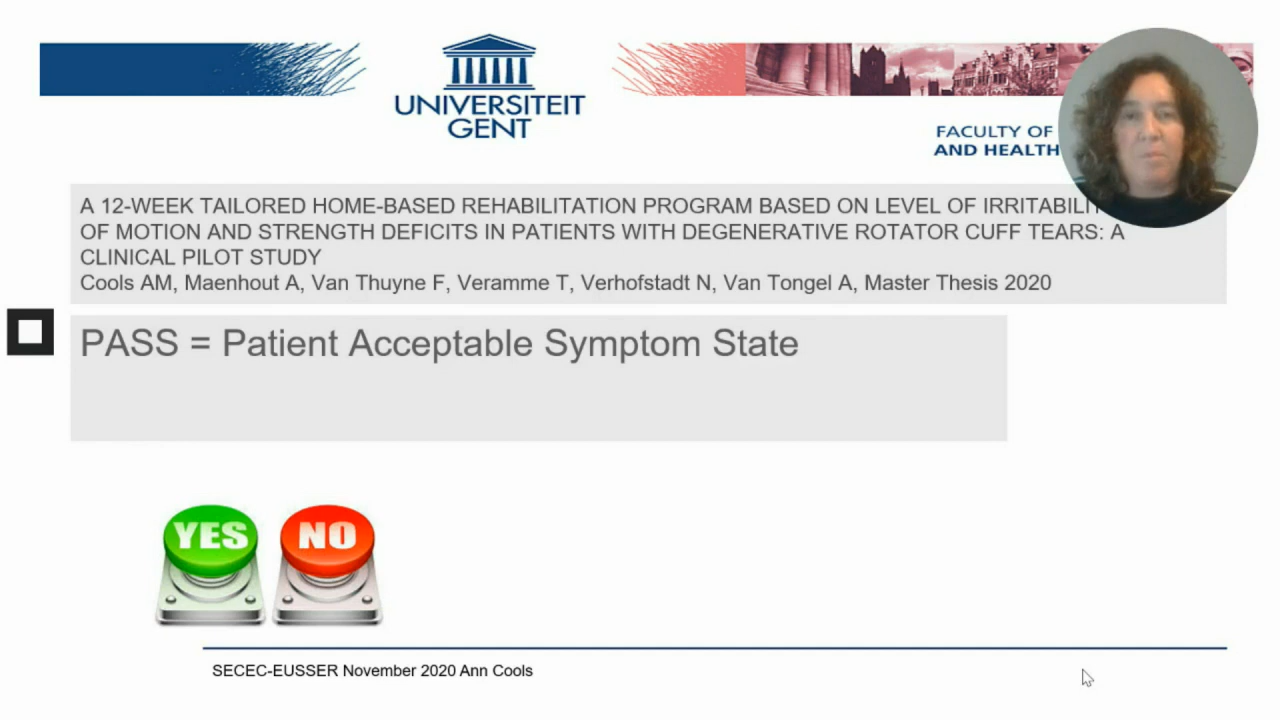 UNIVERSITEIT
GENT
FACULTY OF
AND HEALTH
A 12-WEEK TAILORED HOME-BASED REHABILITATION PROGRAM BASED ON LEVEL OF
OF MOTION AND STRENGTH DEFICITS IN PATIENTS WITH DEGENERATIVE ROTATOR CUFF TEARS: A
CLINICAL PILOT STUDY
Cools AM, Maenhout A, Van Thuyne F, Veramme T, Verhofstadt N, Van Tongel A, Master Thesis 2020
PASS = Patient Acceptable Symptom State
YES NO
SECEC-EUSSER November 2020 Ann Cools